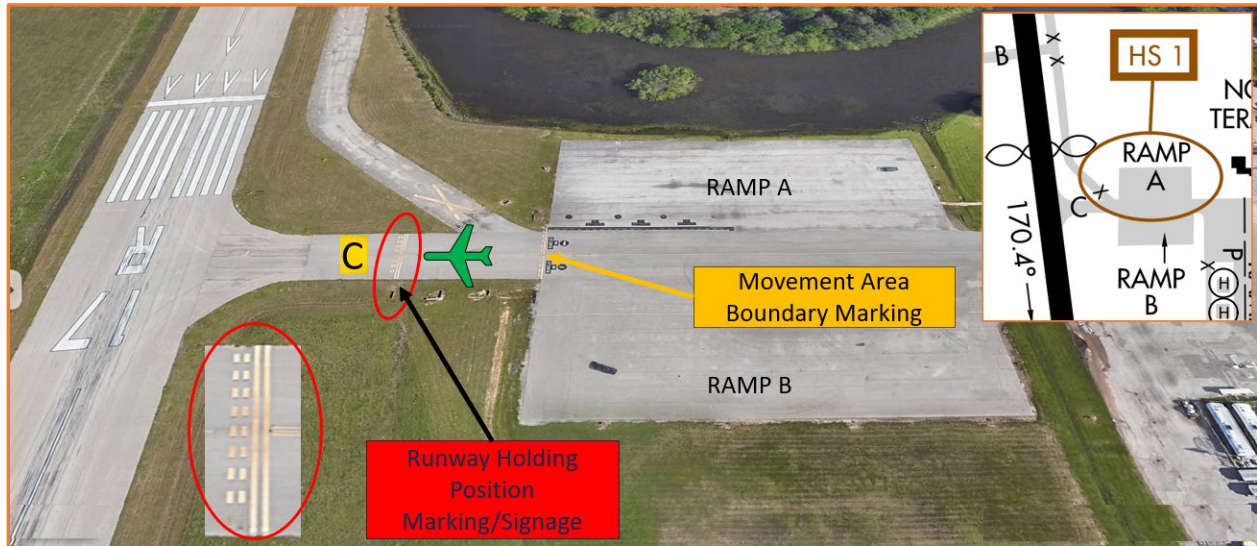 RAMP A
C
Movement Area
Boundary Marking
RAMP B
Runway Holding
Position
Marking/Signage
HS 1
B
X
X
RAMP
A
X
C
170.4°
RAMP
B
X
H
H
P